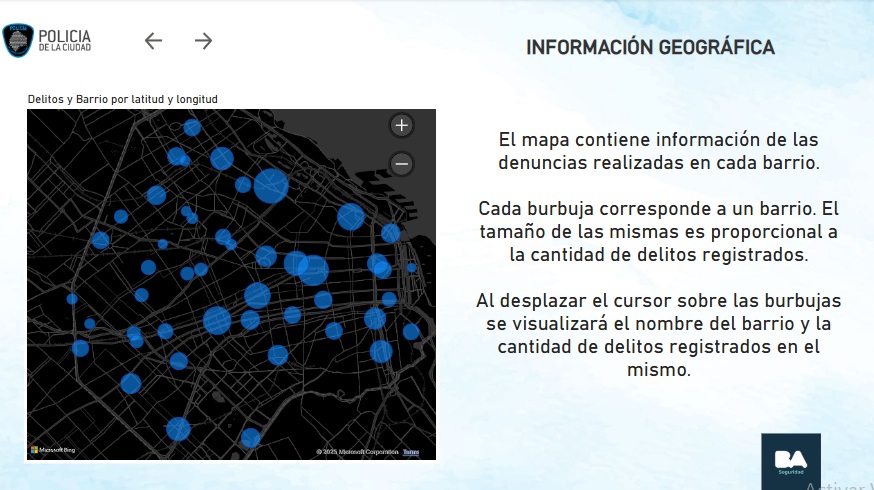 POLICIA
POLICIA
DE LA CIUDAD
INFORMACIÓN GEOGRÁFICA
Delitos y Barrio por latitud y longitud
El mapa contiene información de las
denuncias realizadas en cada barrio.
Cada burbuja corresponde a un barrio. El
tamaño de las mismas es proporcional a
la cantidad de delitos registrados.
Al desplazar el cursor sobre las burbujas
se visualizará el nombre del barrio y la
cantidad de delitos registrados en el
mismo.
Microsoft Bing
© 2025 Microsoft Corporation Terms
BA
Seguridad
Activar